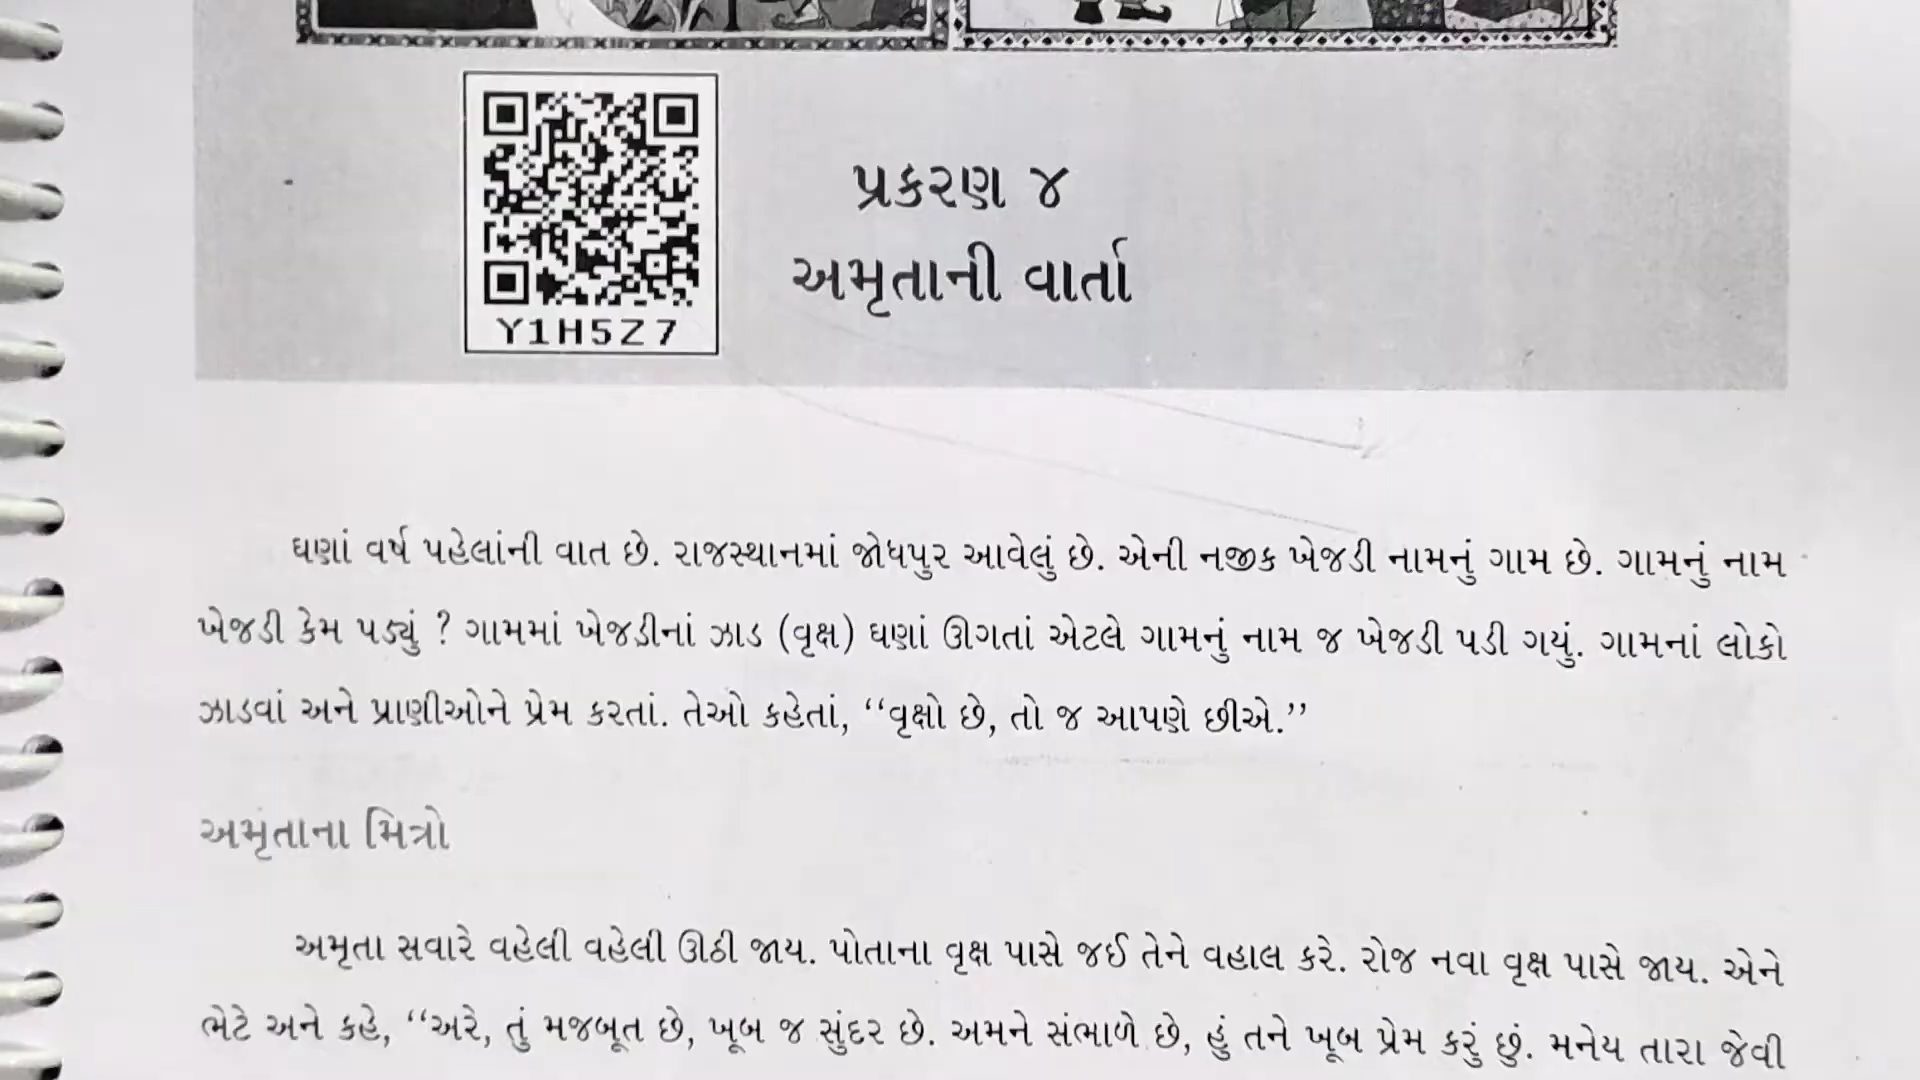 Y1H5Z7
પ્રકરણ ૪
અમૃતાની વાર્તા
ઘણાં વર્ષ પહેલાંની વાત છે. રાજસ્થાનમાં જોધપુર આવેલું છે. એની નજીક ખેજડી નામનું ગામ છે. ગામનું નામ
ખેજડી કેમ પડ્યું ? ગામમાં ખેજડીનાં ઝાડ (વૃક્ષ) ઘણાં ઊગતાં એટલે ગામનું નામ જ ખેજડી પડી ગયું. ગામનાં લોકો
ઝાડવાં અને પ્રાણીઓને પ્રેમ કરતાં. તેઓ કહેતાં, “વૃક્ષો છે, તો જ આપણે છીએ.”
અમૃતાના મિત્રો
અમૃતા સવારે વહેલી વહેલી ઊઠી જાય. પોતાના વૃક્ષ પાસે જઈ તેને વહાલ કરે. રોજ નવા વૃક્ષ પાસે જાય. એને
ભેટે અને કહે, “અરે, તું મજબૂત છે, ખૂબ જ સુંદર છે. અમને સંભાળે છે, હું તને ખૂબ પ્રેમ કરું છું. મનેય તારા જેવી